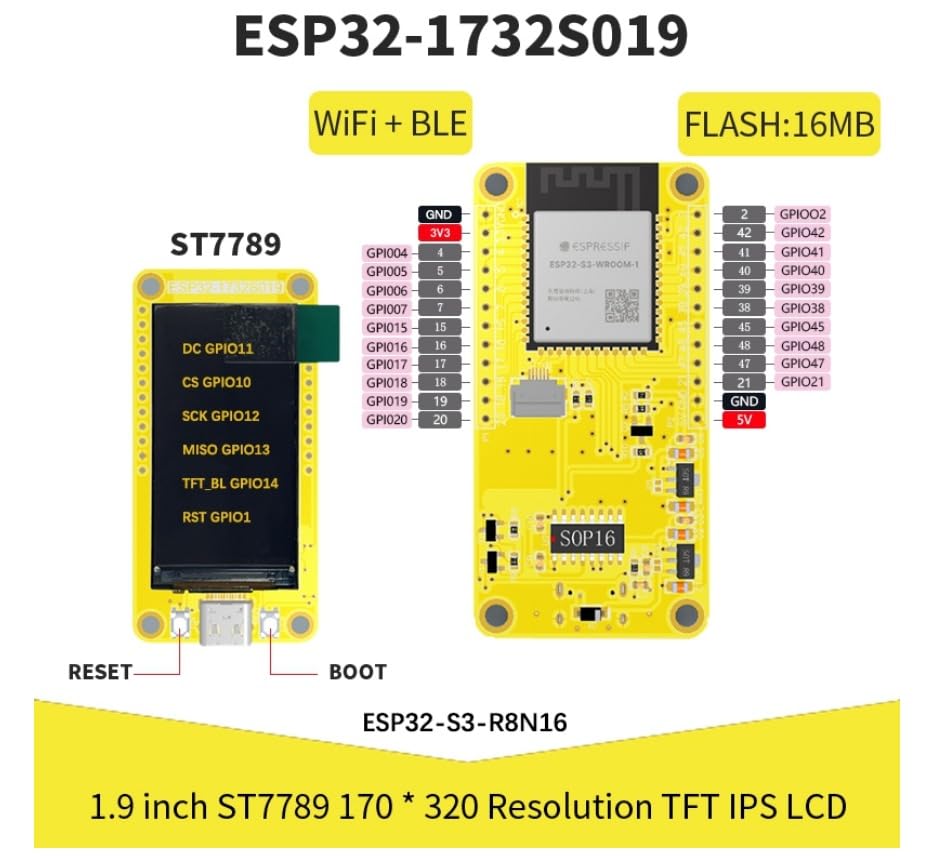 ESP32-1732S019
WiFi + BLE
FLASH:16MB
ST7789
ESP32-1732S019
DC GPIO11
CS GPIO10
SCK GPIO12
MISO GPIO13
TFT_BL GPIO14
RST GPIO1
RESET
BOOT
GND
3V3
GPI004 4
GPI005 5
GPI006 6
GPI007 7
GPI015 15
GPI016 16
GPI017 17
GPI018 18
GPI019 19
GPI020 20
ESPRESSIF
ESP32-S3-WROOM-1
SOP16
2 GPIOO2
42 GPIO42
41 GPIO41
40 GPIO40
39 GPIO39
38 GPIO38
45 GPIO45
48 GPIO48
47 GPIO47
21 GPIO21
GND
5V
ESP32-S3-R8N16
1.9 inch ST7789 170 * 320 Resolution TFT IPS LCD